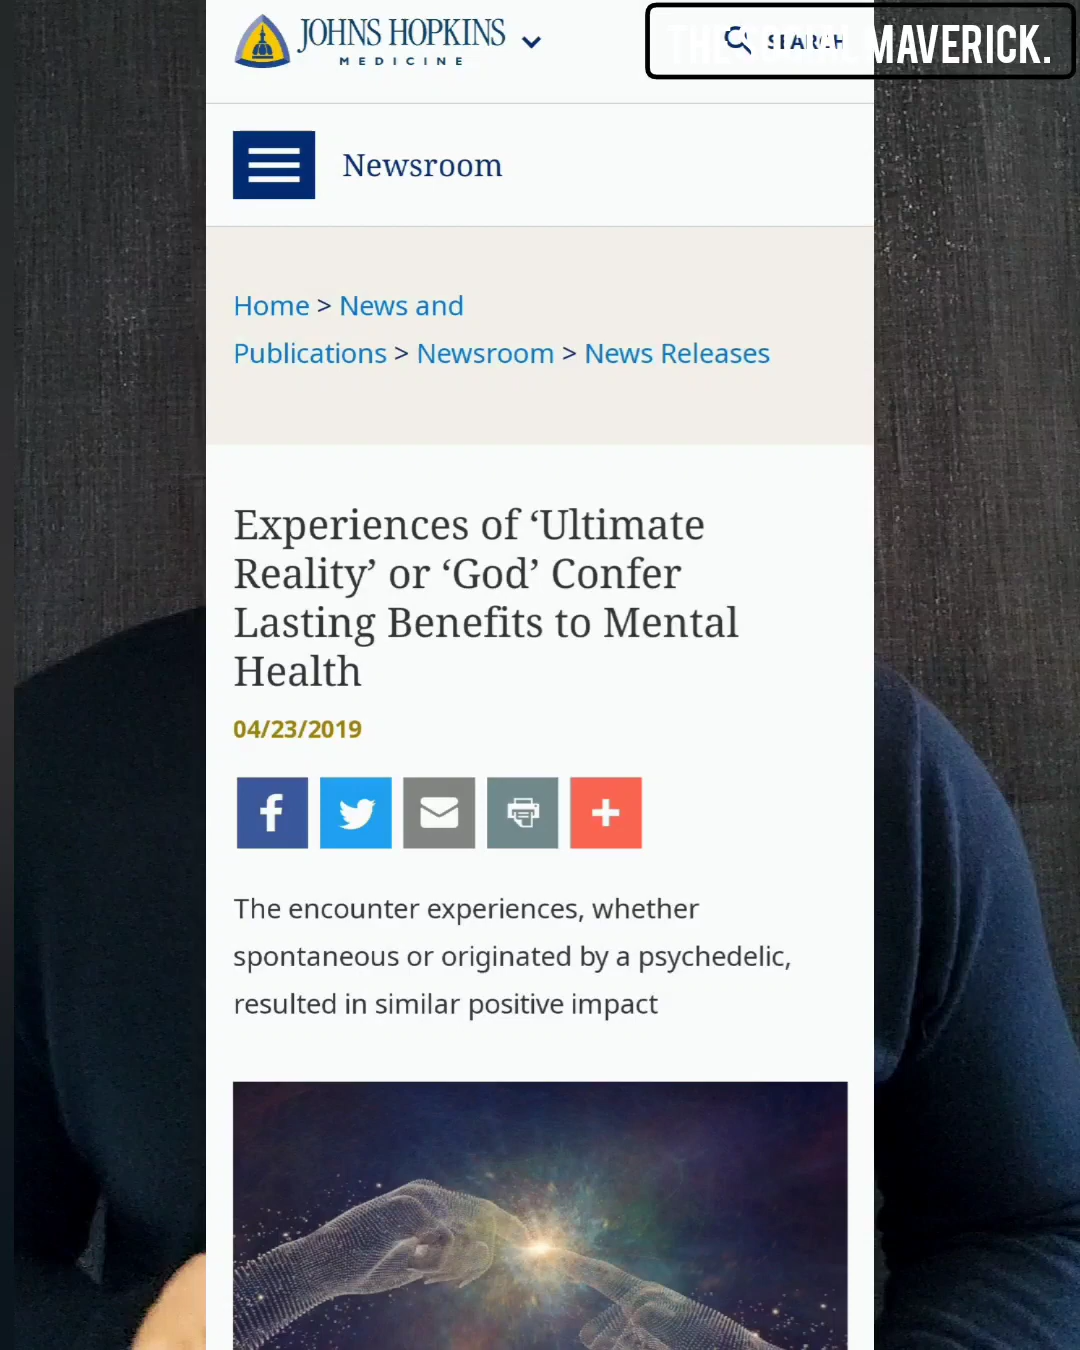 JOHNS HOPKINS
MEDICINE
SEARCH
MAVERICK.
Newsroom
Home > News and
Publications > Newsroom > News Releases
Experiences of ‘Ultimate
Reality’ or ‘God’ Confer
Lasting Benefits to Mental
Health
04/23/2019
The encounter experiences, whether
spontaneous or originated by a psychedelic,
resulted in similar positive impact